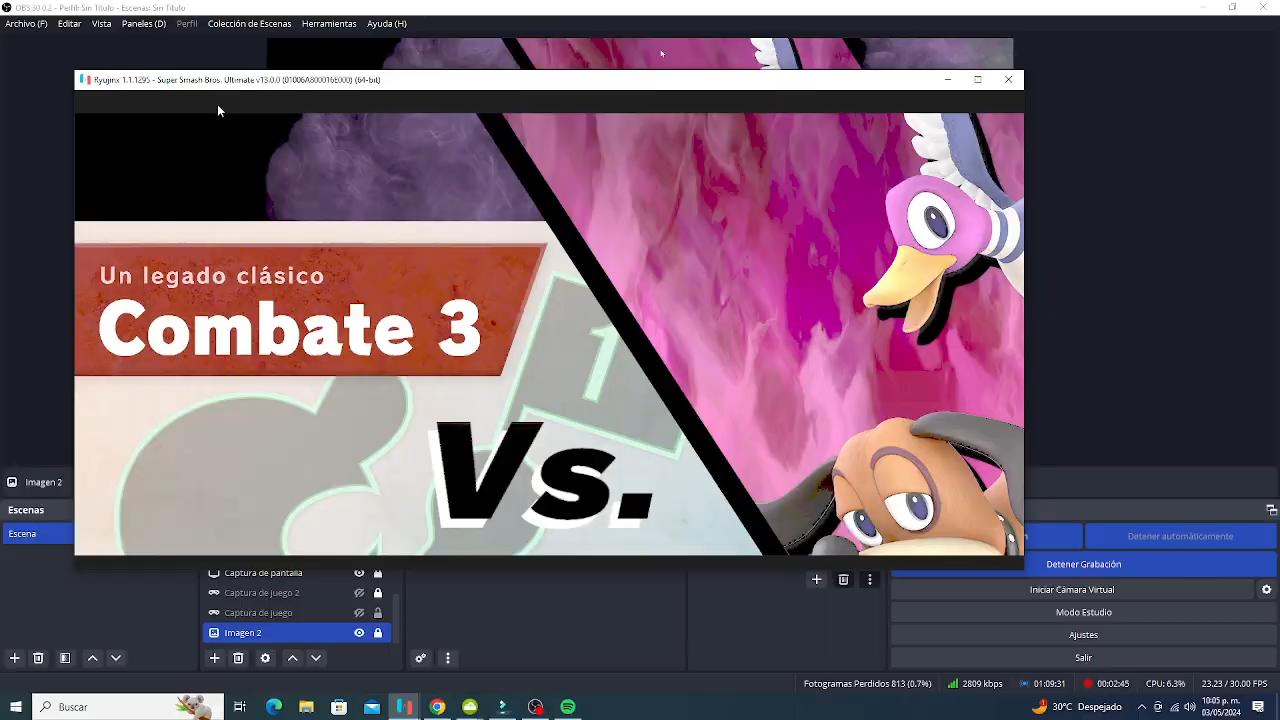 OBS 30.0.2 - Perfil: Sin Título - Escenas: Sin Título
Archivo (F) Editar Vista Paneles (D) Perfil Colección de Escenas Herramientas Ayuda (H)
Ryujinx 1.1.1295 - Super Smash Bros. Ultimate v13.0.0 (01006A800016E000) (64-bit)
Un legado clásico
Combate 3
1
Vs.
Imagen 2
Escenas
Escena
Captura de pantalla
Captura de juego 2
Captura de juego
Imagen 2
Detener automáticamente
Detener Grabación
Iniciar Cámara Virtual
Modo Estudio
Ajustes
Salir
Fotogramas Perdidos 813 (0.7%) 2809 kbps 01:09:31 00:02:45 CPU: 6.3% 23.23 / 30.00 FPS
Buscar
30°C Despejado
10:05 p. m.
03/05/2024